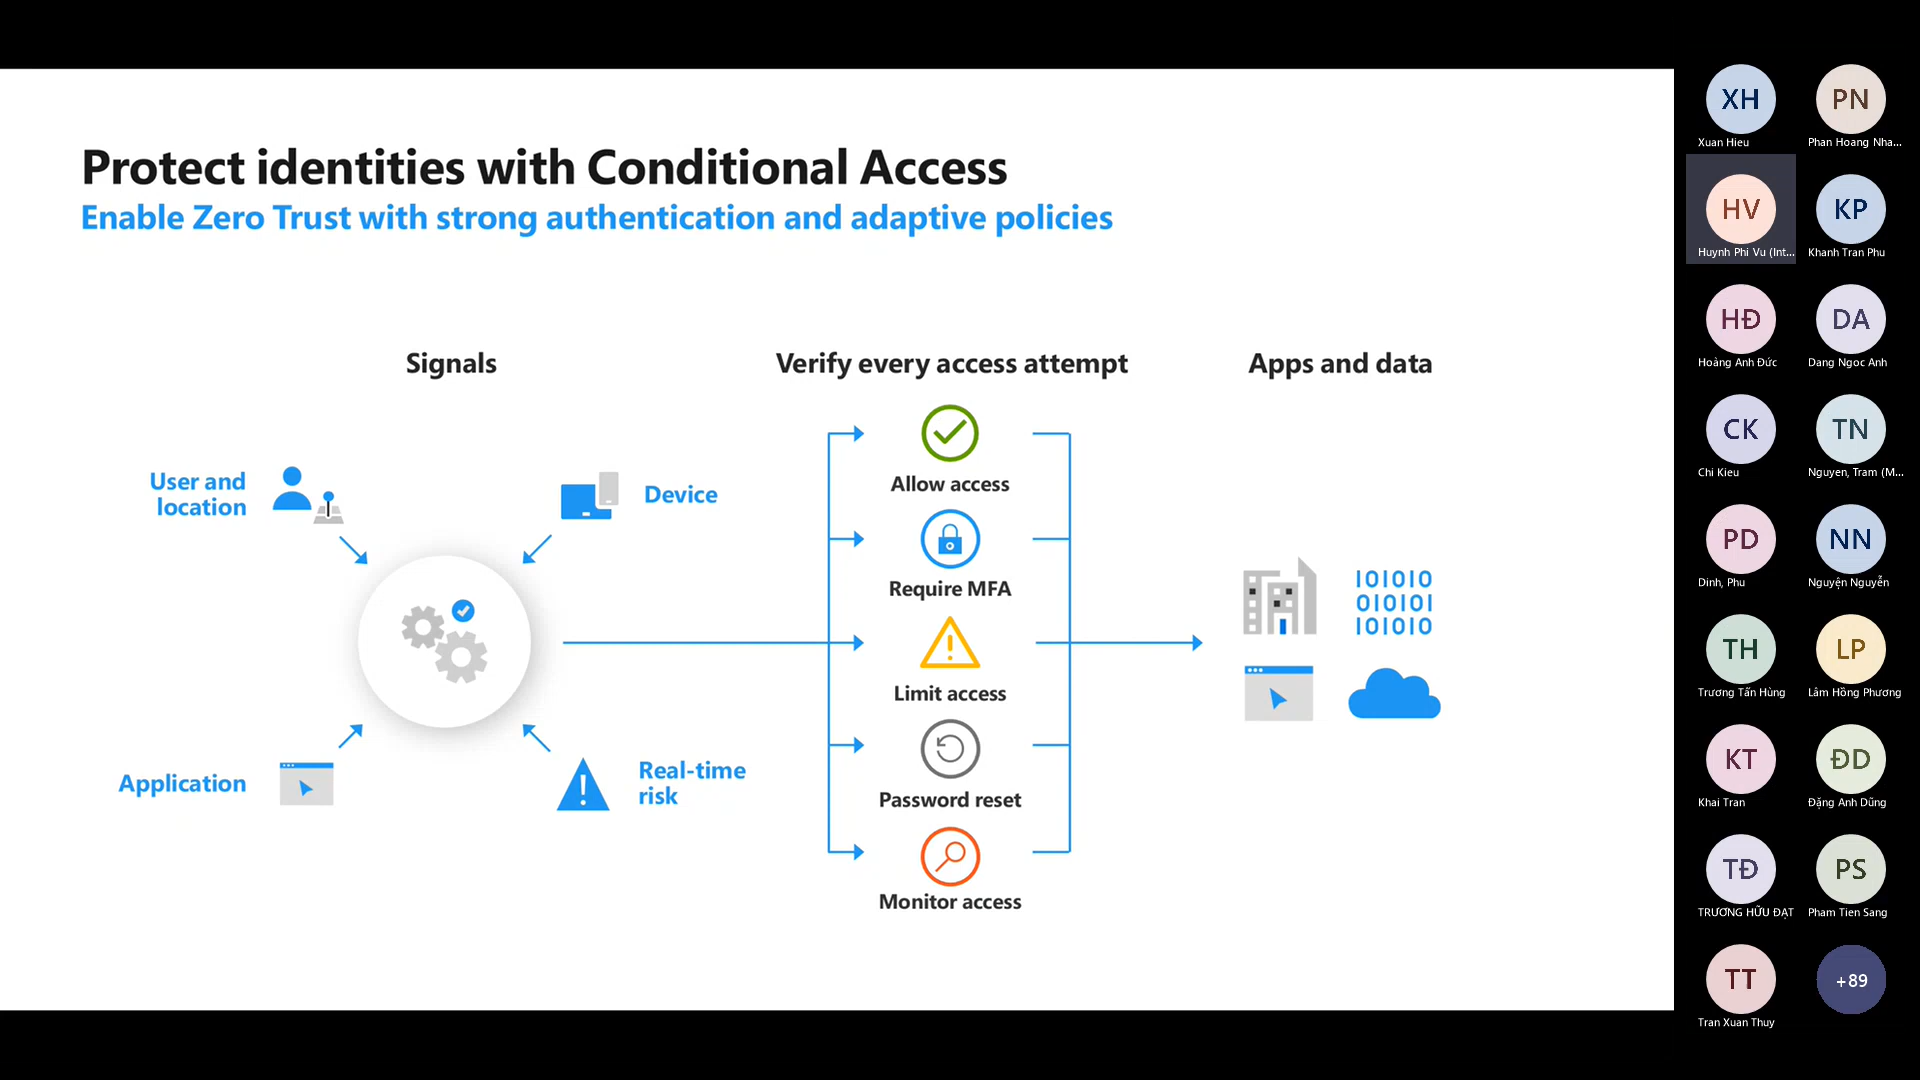 Protect identities with Conditional Access
Enable Zero Trust with strong authentication and adaptive policies
Signals
User and
location
Device
Application
Real-time
risk
Verify every access attempt
Allow access
Require MFA
Limit access
Password reset
Monitor access
Apps and data
101010
010101
101010
XH
Xuan Hieu
PN
Phan Hoang Nha...
HV
Huynh Phi Vu (Int...
KP
Khanh Tran Phu
HĐ
Hoàng Anh Đức
DA
Dang Ngoc Anh
CK
Chi Kieu
TN
Nguyen, Tram (M...
PD
Dinh, Phu
NN
Nguyện Nguyễn
TH
Trương Tấn Hùng
LP
Lâm Hồng Phương
KT
Khai Tran
ĐD
Đặng Anh Dũng
TĐ
TRƯƠNG HỮU ĐẠT
PS
Pham Tien Sang
TT
Tran Xuan Thuy
+89